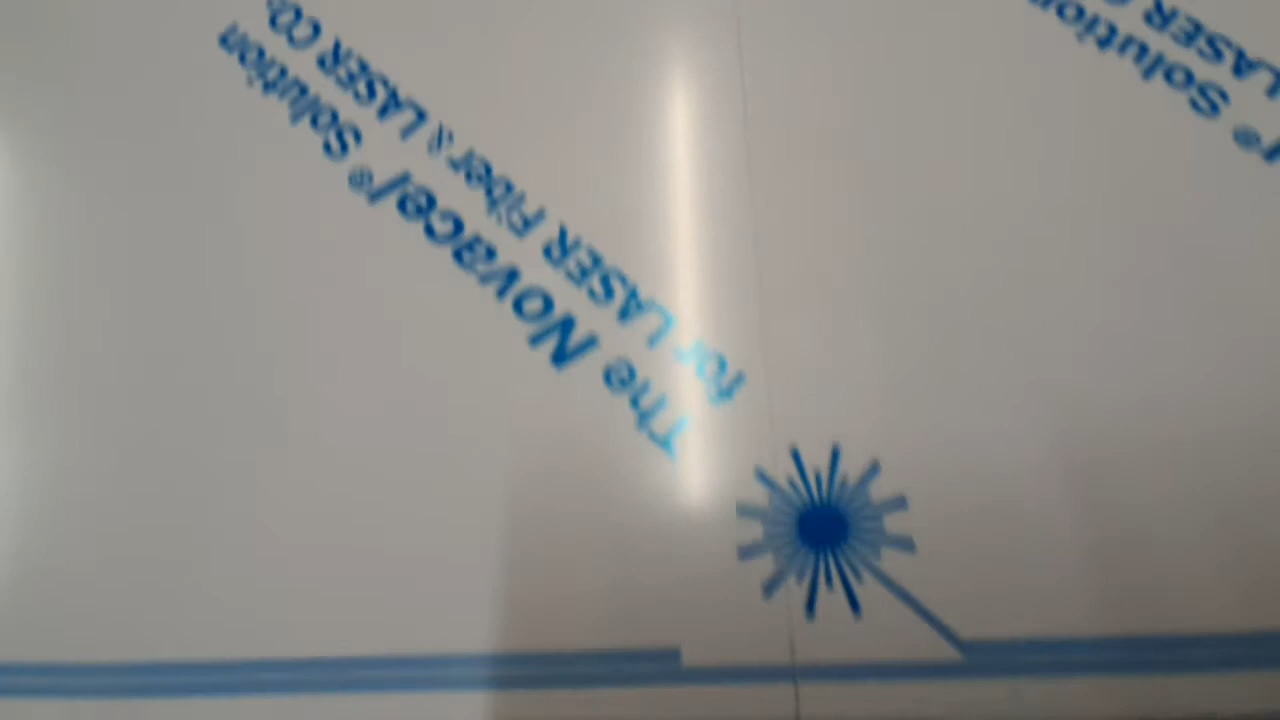 The Novacel® Solution
for LASER Fiber & LASER CO
® Solution
LASER